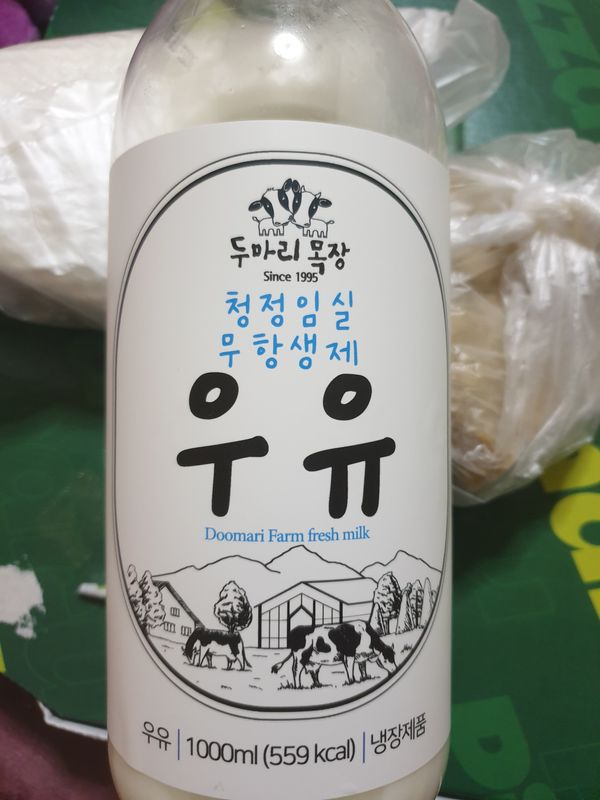 두마리 목장
Since 1995
청정임실
무항생제
우유
Doomari Farm fresh milk
우유 | 1000ml (559 kcal) | 냉장제품